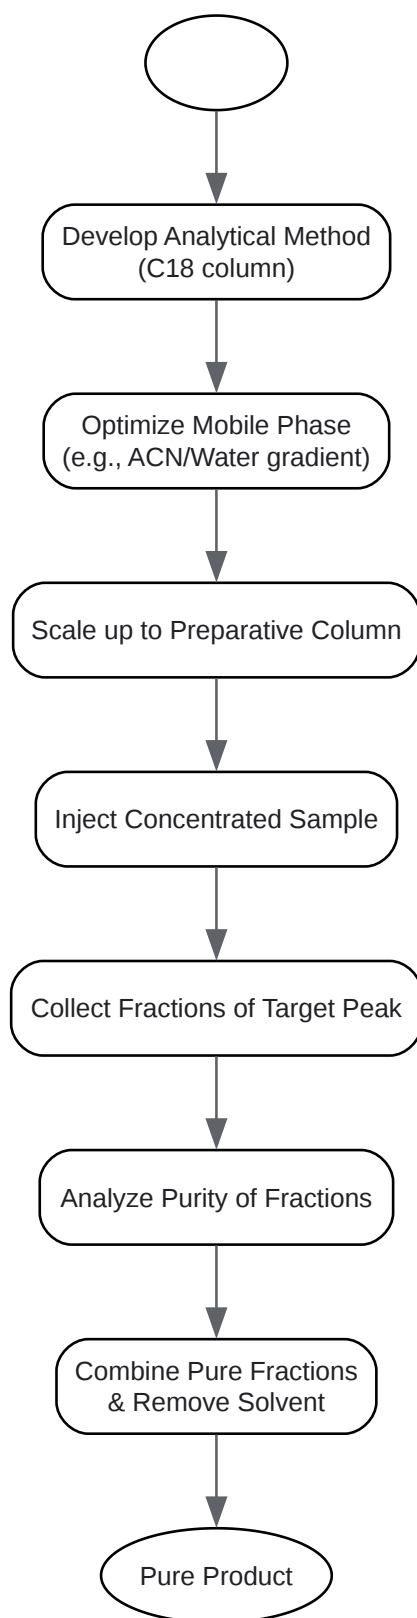 Develop Analytical Method
(C18 column)
Optimize Mobile Phase
(e.g., ACN/Water gradient)
Scale up to Preparative Column
Inject Concentrated Sample
Collect Fractions of Target Peak
Analyze Purity of Fractions
Combine Pure Fractions
& Remove Solvent
Pure Product